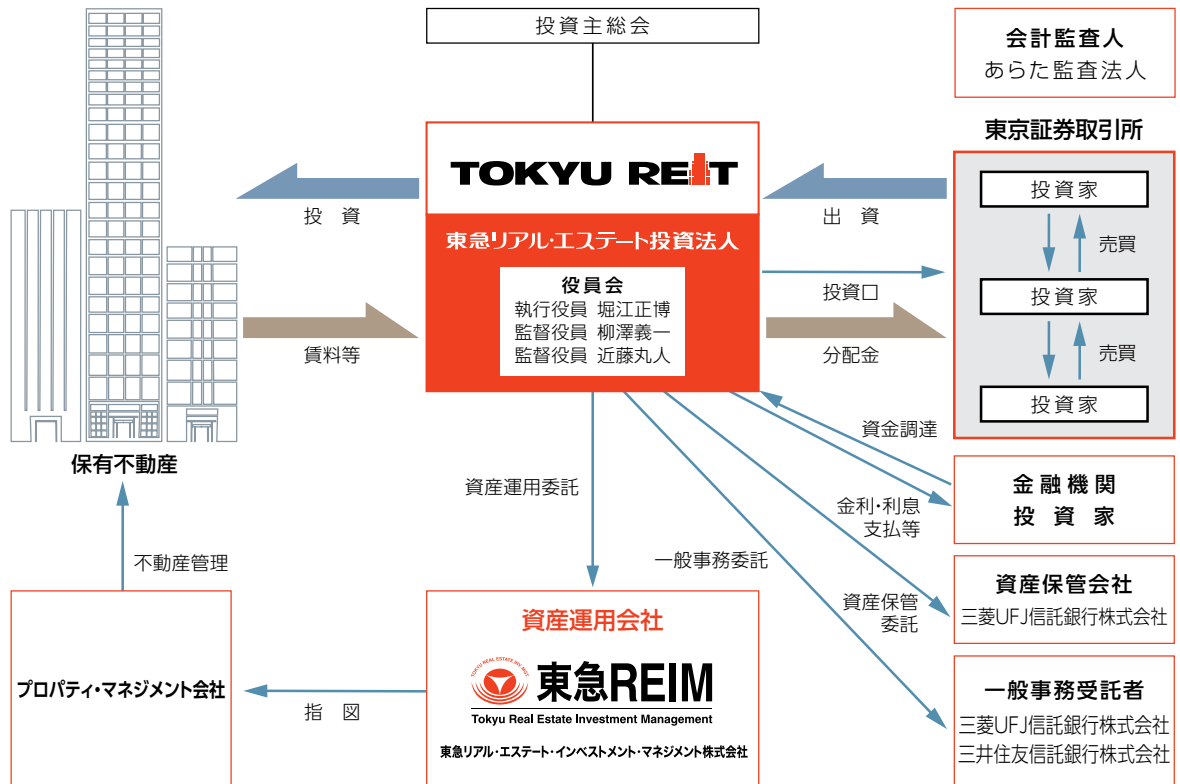 投資主総会
会計監査人
あらた監査法人
東京証券取引所
TOKYU REIT
東急リアル・エステート投資法人
役員会
執行役員 堀江正博
監督役員 柳澤義一
監督役員 近藤丸人
投 資
賃料等
出 資
投資口
分配金
投資家
売買
投資家
売買
投資家
保有不動産
資金調達
金利・利息
支払等
金融機関
投 資 家
資産運用委託
一般事務委託
資産保管
委託
不動産管理
資産保管会社
三菱UFJ信託銀行株式会社
プロパティ・マネジメント会社
指 図
資産運用会社
TOKYU REAL ESTATE INV. MGT
東急REIM
Tokyu Real Estate Investment Management
東急リアル・エステート・インベストメント・マネジメント株式会社
一般事務受託者
三菱UFJ信託銀行株式会社
三井住友信託銀行株式会社